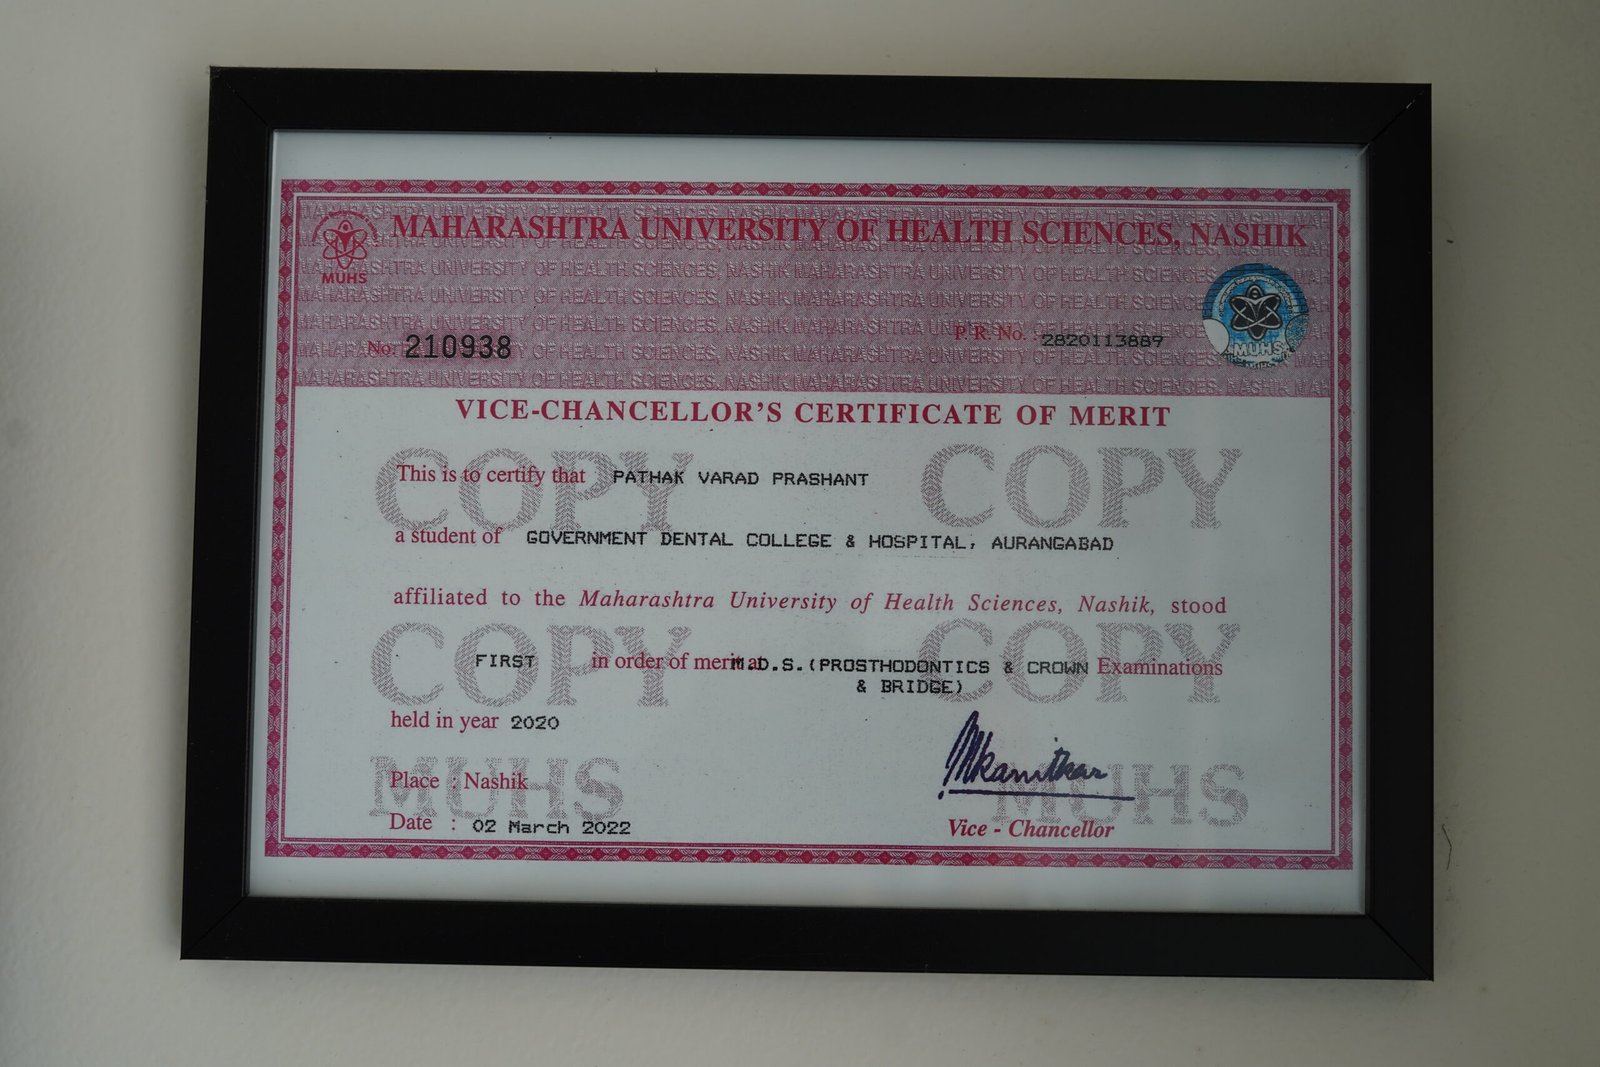 MAHARASHTRA UNIVERSITY OF HEALTH SCIENCES, NASHIK
MUHS
No. 210938
P. R. No. : 2820113889
MUHS
VICE-CHANCELLOR'S CERTIFICATE OF MERIT
This is to certify that PATHAK VARAD PRASHANT
COPY COPY
a student of GOVERNMENT DENTAL COLLEGE & HOSPITAL, AURANGABAD
affiliated to the Maharashtra University of Health Sciences, Nashik, stood
FIRST in order of merit at M.D.S.(PROSTHODONTICS & CROWN Examinations
& BRIDGE)
COPY COPY
held in year 2020
Place : Nashik
MUHS MUHS
Date : 02 March 2022
Vice - Chancellor